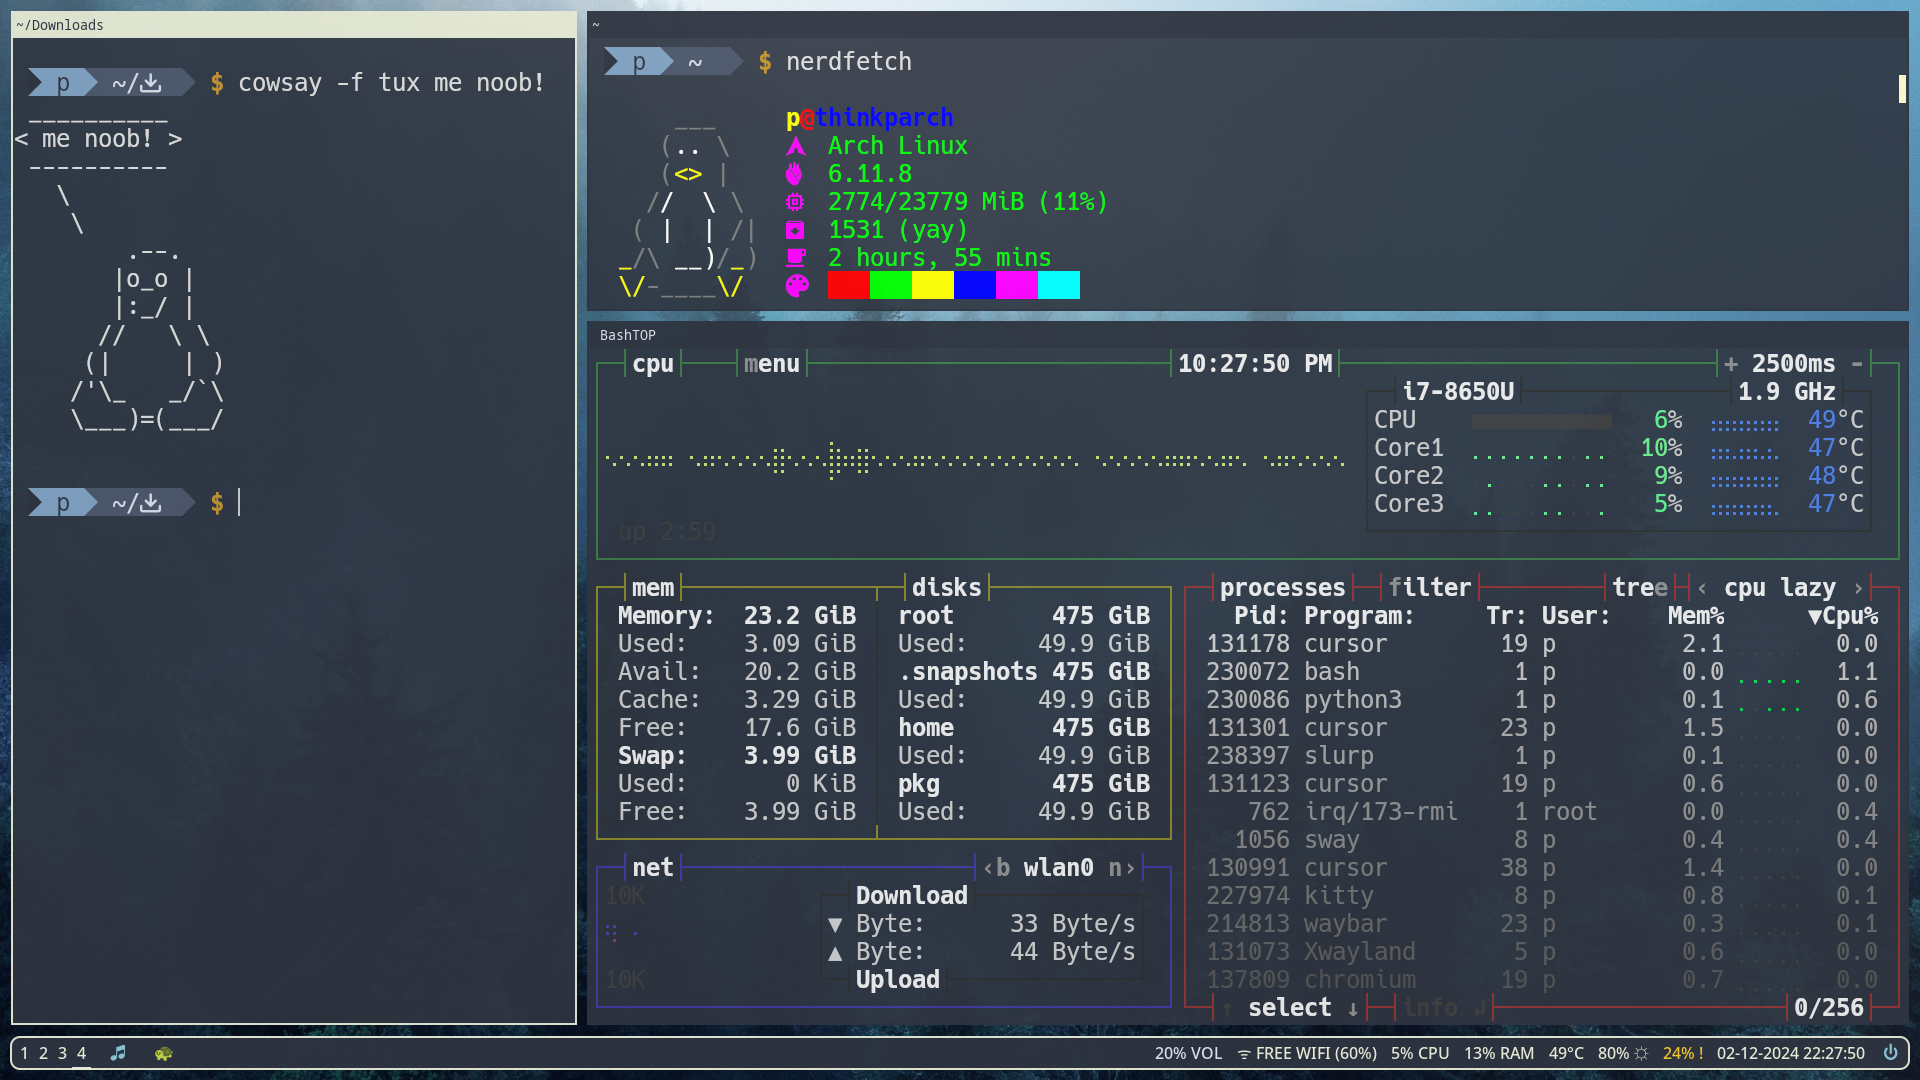 ~/Downloads
p ~/ $ cowsay -f tux me noob!
__________
< me noob! >
----------
\
\
.--.
|o_o |
|:_/ |
//   \ \
(|     | )
/'\_   _/`\
\___)=(___/
p ~/ $
~
p ~ $ nerdfetch
p@thinkparch
Arch Linux
6.11.8
2774/23779 MiB (11%)
1531 (yay)
2 hours, 55 mins
___
(.. \
(<> |
// \ \
( | | /|
_/\ __)/_)
\/-____\/
BashTOP
cpu menu 10:27:50 PM + 2500ms -
i7-8650U 1.9 GHz
CPU 6% 49°C
Core1 10% 47°C
Core2 9% 48°C
Core3 5% 47°C
up 2:59
mem disks
Memory: 23.2 GiB root 475 GiB
Used: 3.09 GiB Used: 49.9 GiB
Avail: 20.2 GiB .snapshots 475 GiB
Cache: 3.29 GiB Used: 49.9 GiB
Free: 17.6 GiB home 475 GiB
Swap: 3.99 GiB Used: 49.9 GiB
Used: 0 KiB pkg 475 GiB
Free: 3.99 GiB Used: 49.9 GiB
net ‹b wlan0 n›
10K
Download
▼ Byte: 33 Byte/s
▲ Byte: 44 Byte/s
Upload
10K
processes filter tree ‹ cpu lazy ›
Pid: Program: Tr: User: Mem% ▼Cpu%
131178 cursor 19 p 2.1 0.0
230072 bash 1 p 0.0 1.1
230086 python3 1 p 0.1 0.6
131301 cursor 23 p 1.5 0.0
238397 slurp 1 p 0.1 0.0
131123 cursor 19 p 0.6 0.0
762 irq/173-rmi 1 root 0.0 0.4
1056 sway 8 p 0.4 0.4
130991 cursor 38 p 1.4 0.0
227974 kitty 8 p 0.8 0.1
214813 waybar 23 p 0.3 0.1
131073 Xwayland 5 p 0.6 0.0
137809 chromium 19 p 0.7 0.0
↑ select ↓ info ↲ 0/256
1 2 3 4 20% VOL FREE WIFI (60%) 5% CPU 13% RAM 49°C 80% 24% ! 02-12-2024 22:27:50